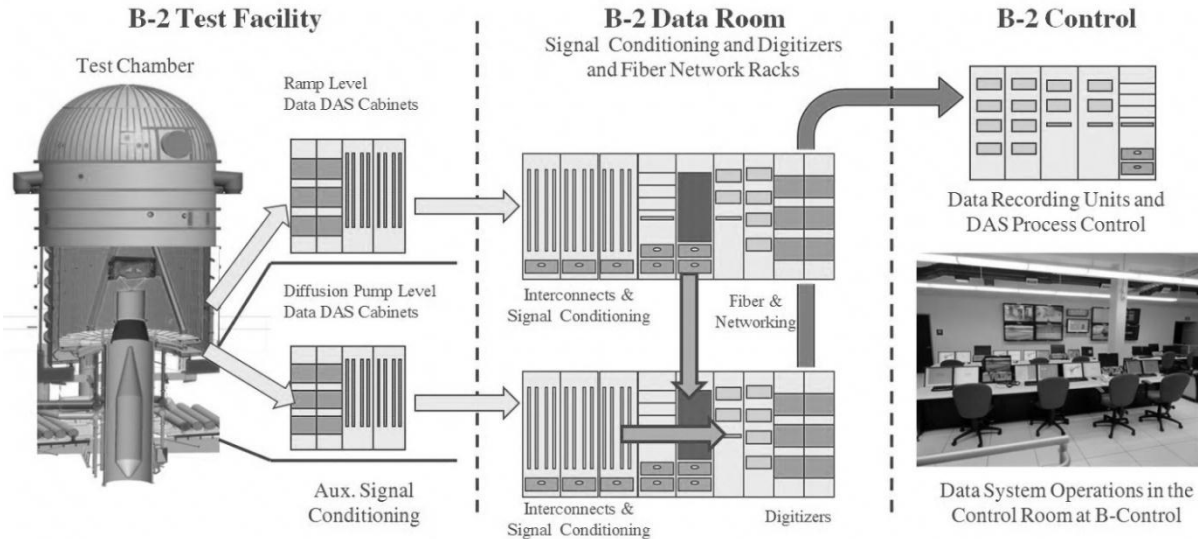 B-2 Test Facility
Test Chamber
Ramp Level
Data DAS Cabinets
Diffusion Pump Level
Data DAS Cabinets
Aux. Signal
Conditioning
B-2 Data Room
Signal Conditioning and Digitizers
and Fiber Network Racks
Interconnects &
Signal Conditioning
Fiber &
Networking
Interconnects &
Signal Conditioning
Digitizers
B-2 Control
Data Recording Units and
DAS Process Control
Data System Operations in the
Control Room at B-Control